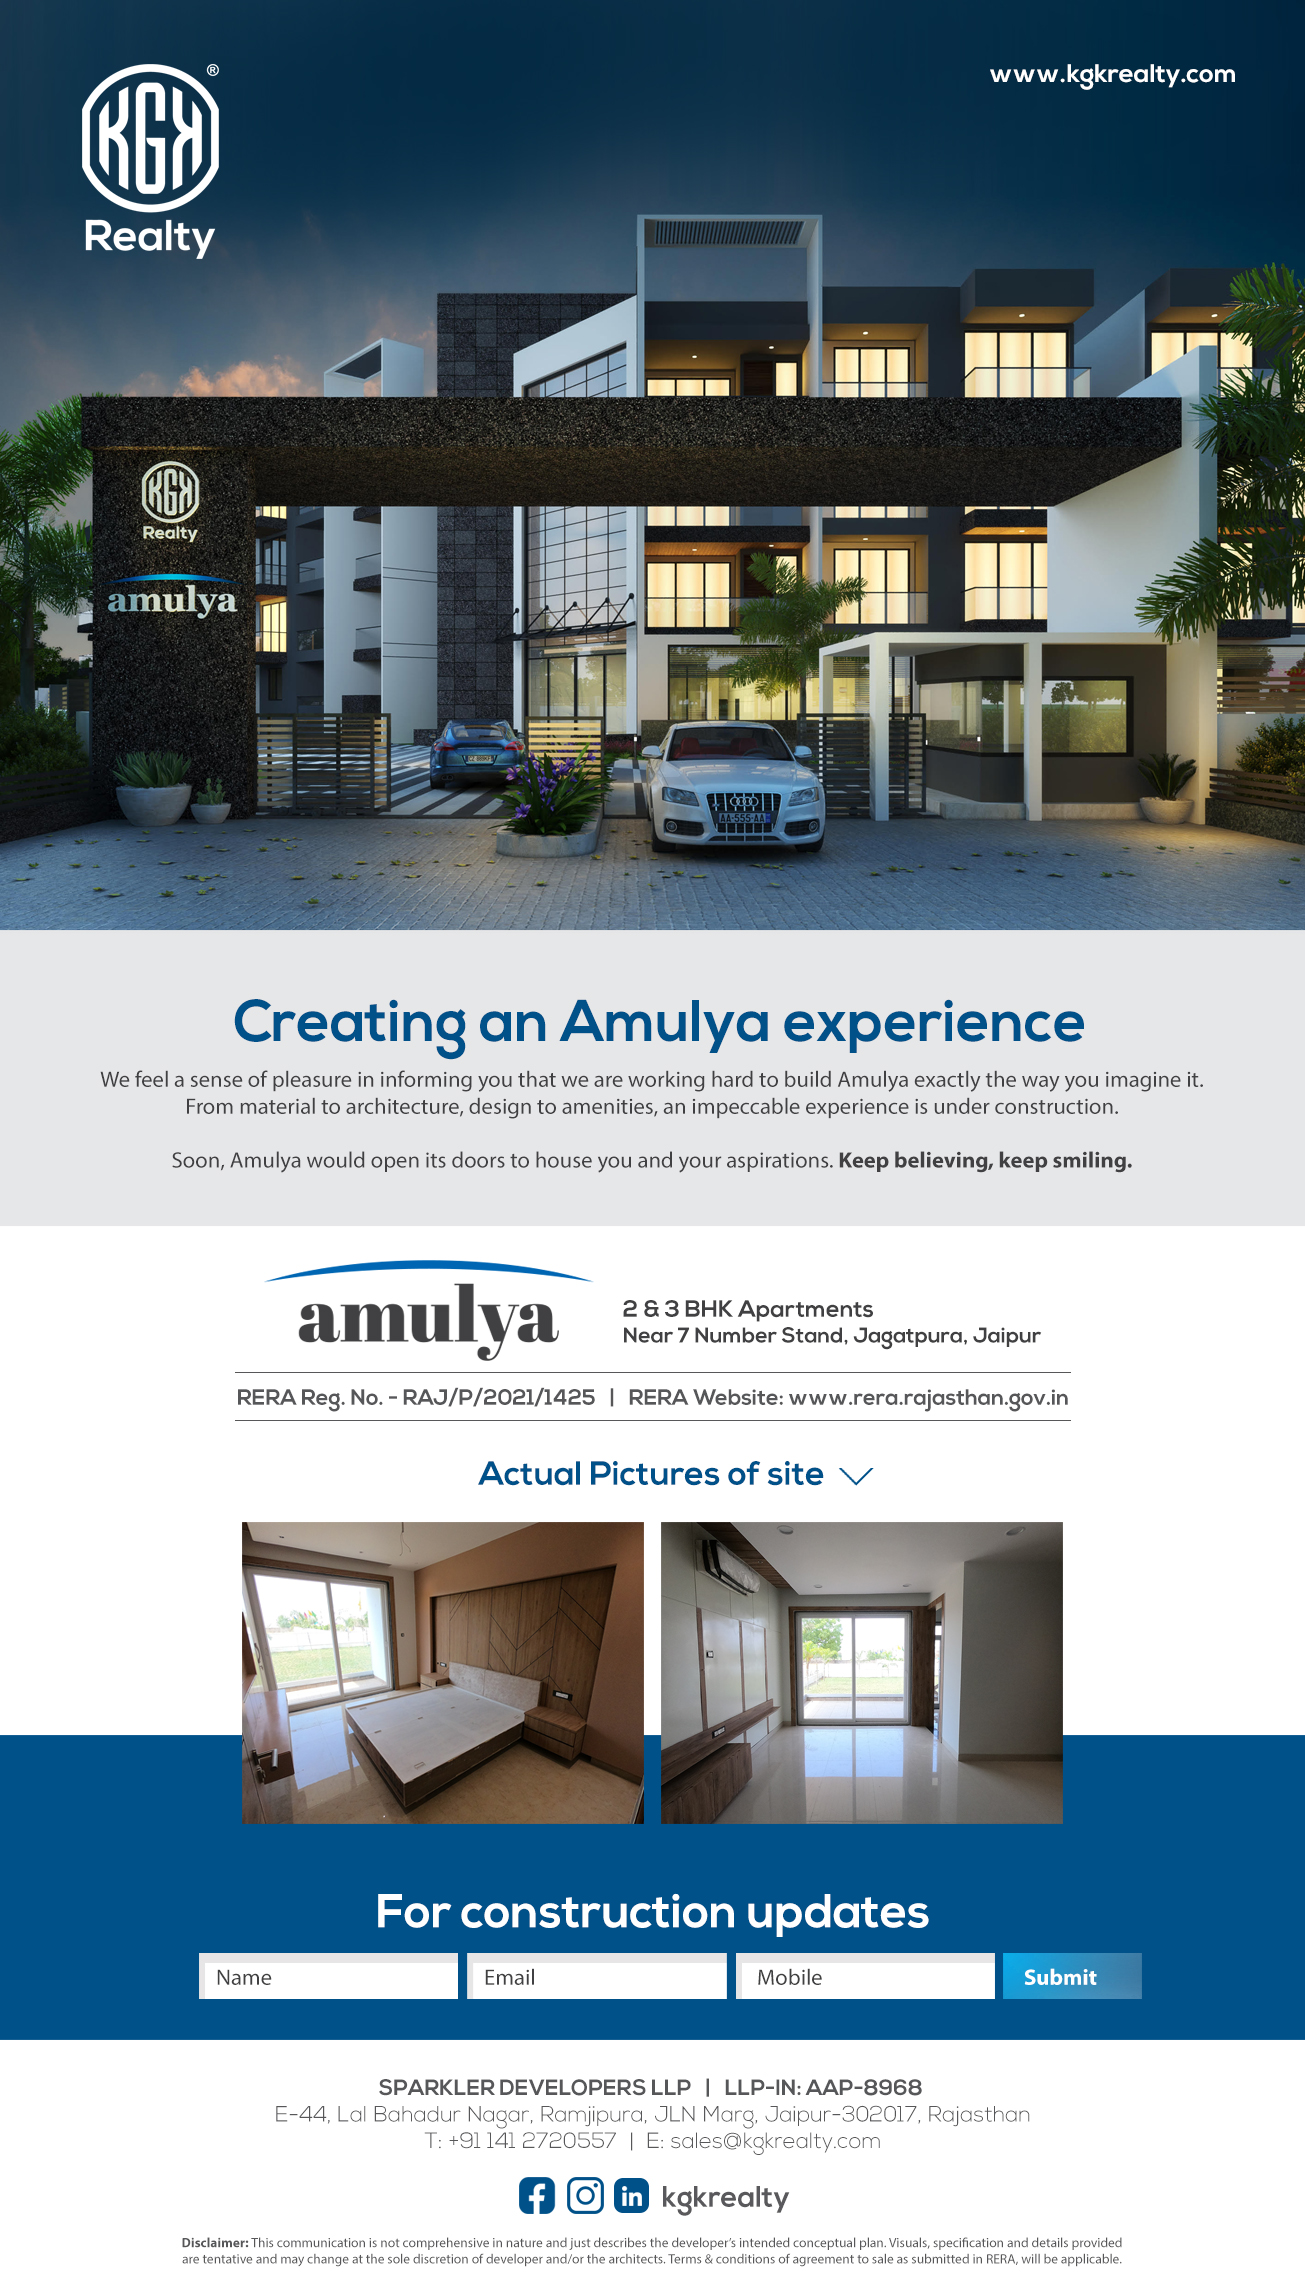 KGK
®
Realty
www.kgkrealty.com
KGK
Realty
amulya
AA-555-AA
Creating an Amulya experience
We feel a sense of pleasure in informing you that we are working hard to build Amulya exactly the way you imagine it.
From material to architecture, design to amenities, an impeccable experience is under construction.
Soon, Amulya would open its doors to house you and your aspirations. Keep believing, keep smiling.
amulya
2 & 3 BHK Apartments
Near 7 Number Stand, Jagatpura, Jaipur
RERA Reg. No. - RAJ/P/2021/1425 | RERA Website: www.rera.rajasthan.gov.in
Actual Pictures of site
For construction updates
Name Email Mobile Submit
SPARKLER DEVELOPERS LLP | LLP-IN: AAP-8968
E-44, Lal Bahadur Nagar, Ramjipura, JLN Marg, Jaipur-302017, Rajasthan
T: +91 141 2720557 | E: sales@kgkrealty.com
kgkrealty
Disclaimer: This communication is not comprehensive in nature and just describes the developer's intended conceptual plan. Visuals, specification and details provided
are tentative and may change at the sole discretion of developer and/or the architects. Terms & conditions of agreement to sale as submitted in RERA, will be applicable.